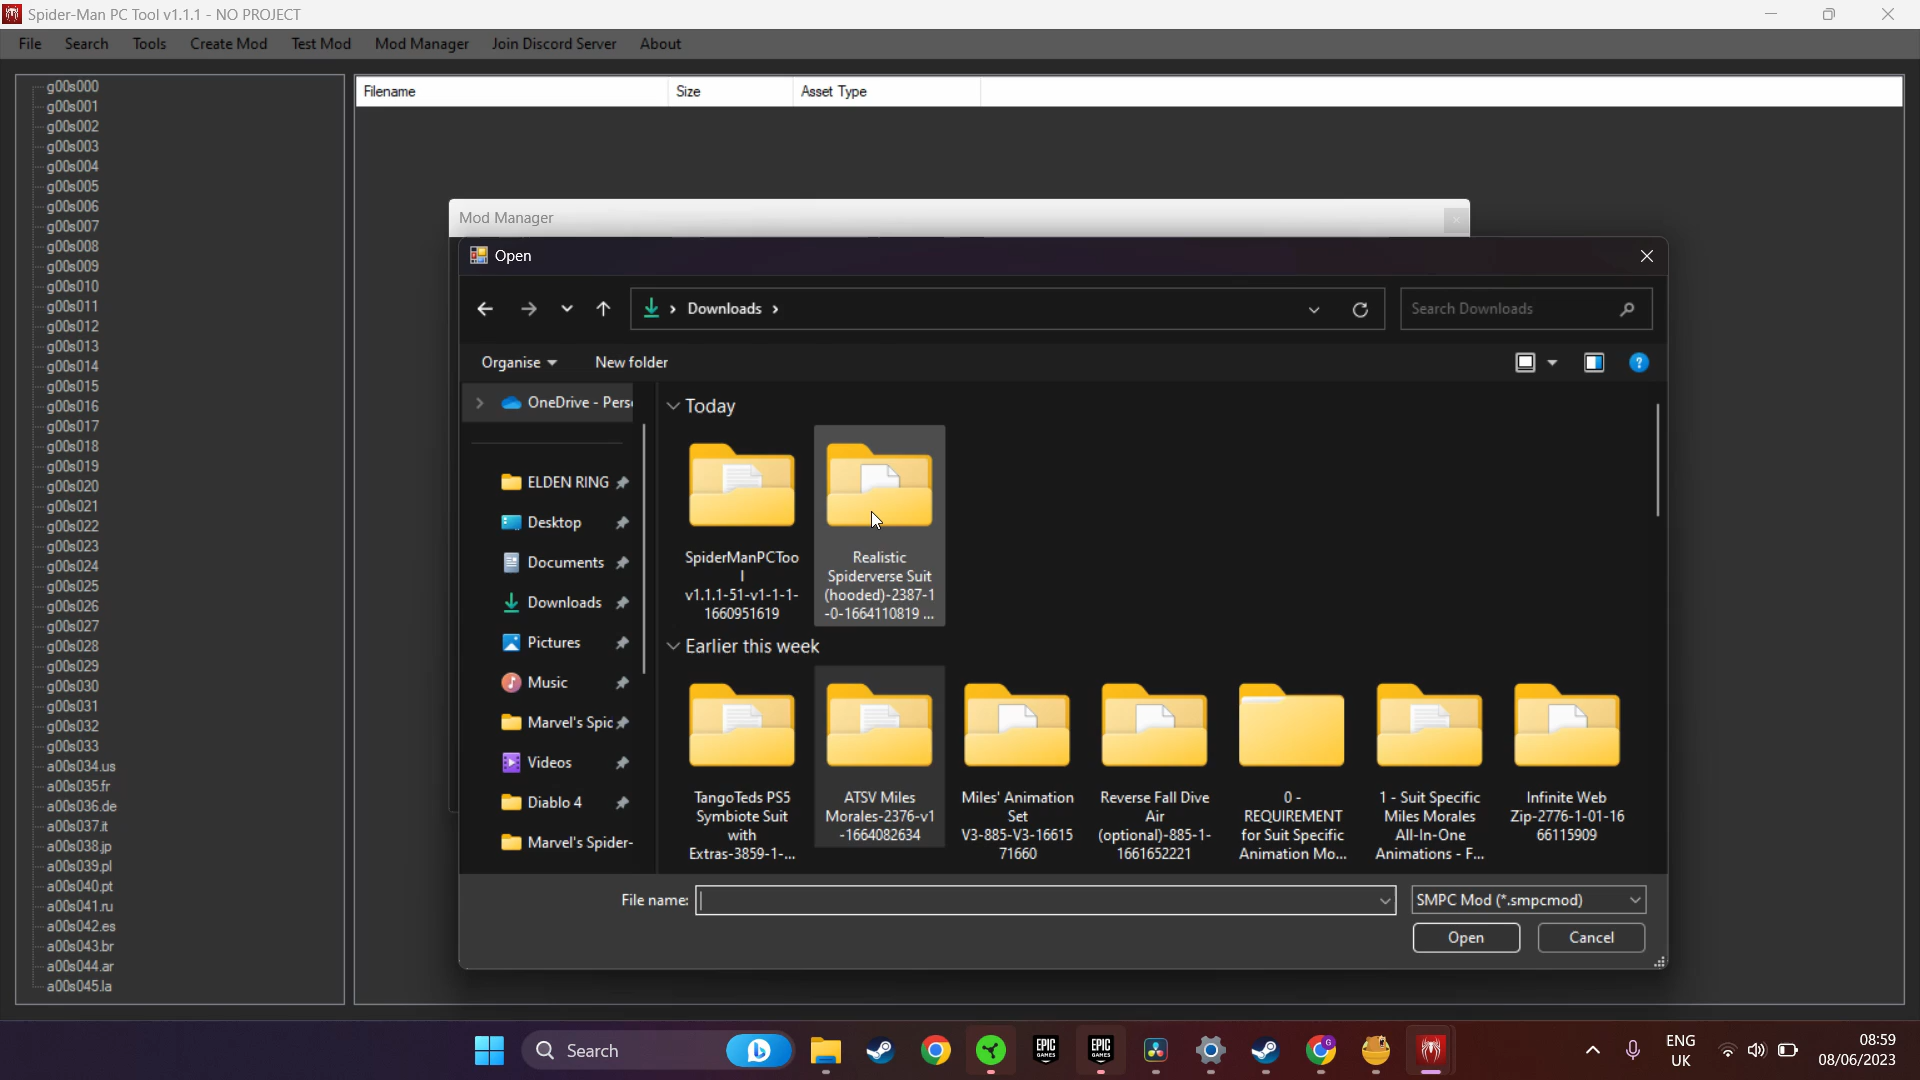 Spider-Man PC Tool v1.1.1 - NO PROJECT
File Search Tools Create Mod Test Mod Mod Manager Join Discord Server About
g00s000
g00s001
g00s002
g00s003
g00s004
g00s005
g00s006
g00s007
g00s008
g00s009
g00s010
g00s011
g00s012
g00s013
g00s014
g00s015
g00s016
g00s017
g00s018
g00s019
g00s020
g00s021
g00s022
g00s023
g00s024
g00s025
g00s026
g00s027
g00s028
g00s029
g00s030
g00s031
g00s032
g00s033
a00s034.us
a00s035.fr
a00s036.de
a00s037.it
a00s038.jp
a00s039.pl
a00s040.pt
a00s041.ru
a00s042.es
a00s043.br
a00s044.ar
a00s045.la
Filename Size Asset Type
Mod Manager
Open
Downloads
Search Downloads
Organise New folder
OneDrive - Pers
ELDEN RING
Desktop
Documents
Downloads
Pictures
Music
Marvel's Spic
Videos
Diablo 4
Marvel's Spider-
Today
SpiderManPCToo
l
v1.1.1-51-v1-1-1-
1660951619
Realistic
Spiderverse Suit
(hooded)-2387-1
-0-1664110819 ...
Earlier this week
TangoTeds PS5
Symbiote Suit
with
Extras-3859-1-...
ATSV Miles
Morales-2376-v1
-1664082634
Miles' Animation
Set
V3-885-V3-16615
71660
Reverse Fall Dive
Air
(optional)-885-1-
1661652221
0 -
REQUIREMENT
for Suit Specific
Animation Mo...
1 - Suit Specific
Miles Morales
All-In-One
Animations - F...
Infinite Web
Zip-2776-1-01-16
66115909
File name:
SMPC Mod (*.smpcmod)
Open Cancel
Search
EPIC
GAMES
EPIC
GAMES
ENG
UK
08:59
08/06/2023